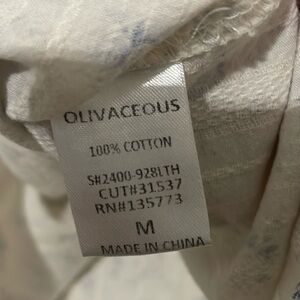 OLIVACEOUS
100% COTTON
S#2400-928LTH
CUT#31537
RN#135773
M
MADE IN CHINA